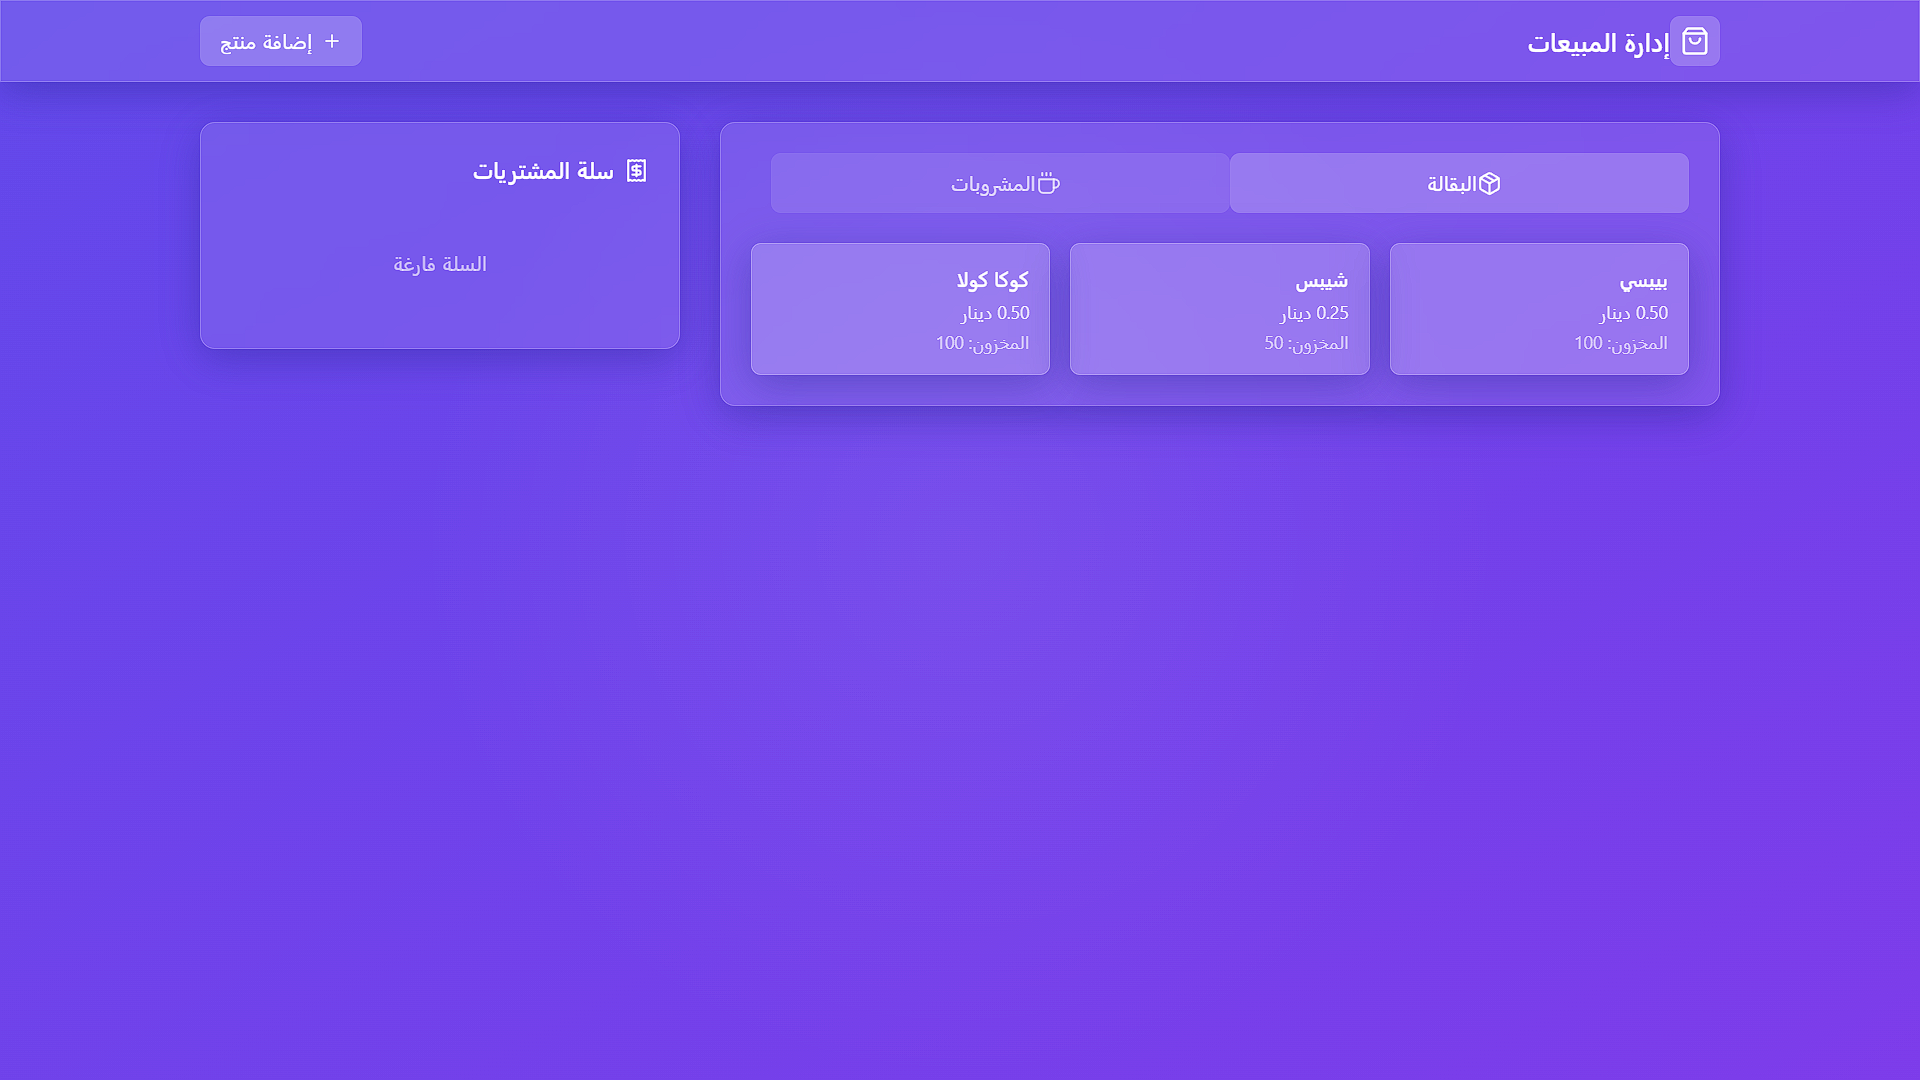 إدارة المبيعات
إضافة منتج
البقالة
المشروبات
بيبسي
0.50 دينار
المخزون: 100
شيبس
0.25 دينار
المخزون: 50
كوكا كولا
0.50 دينار
المخزون: 100
سلة المشتريات
السلة فارغة